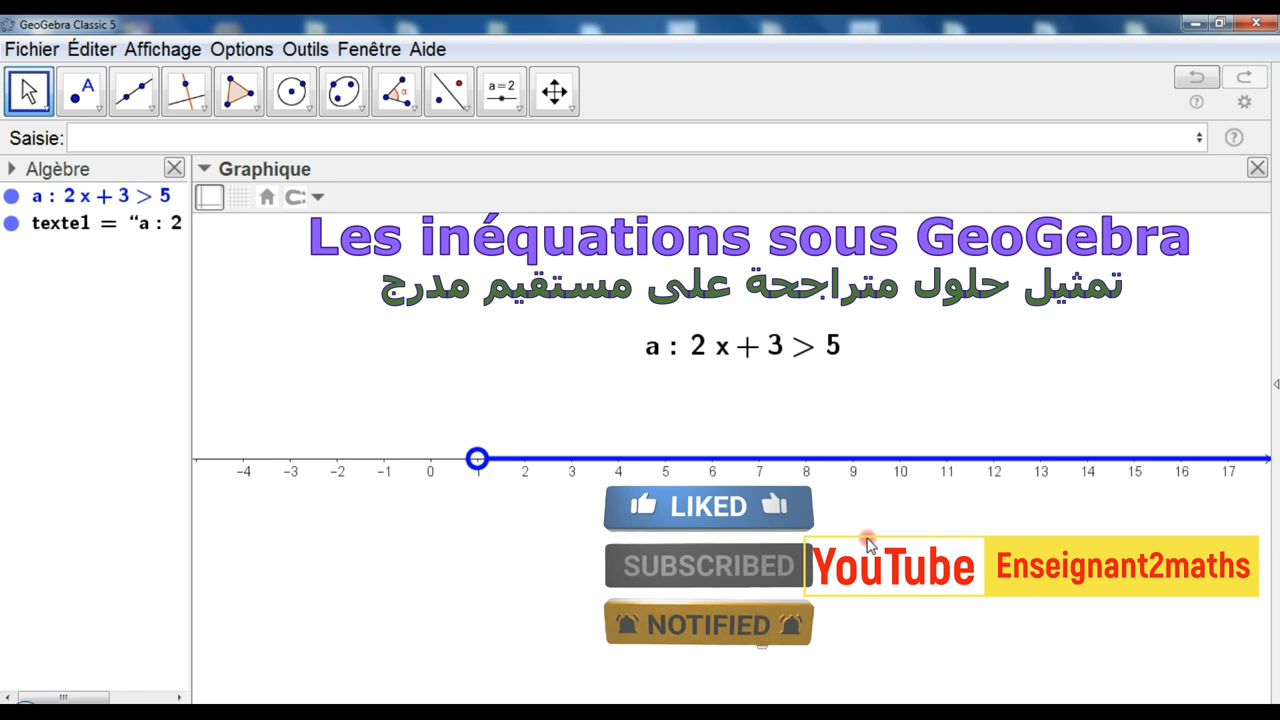 GeoGebra Classic 5
Fichier Éditer Affichage Options Outils Fenêtre Aide
A
α
a = 2
Saisie:
Algèbre
Graphique
a : 2 x + 3 > 5
texte1 = “a : 2
Les inéquations sous GeoGebra
تمثيل حلول متراجحة على مستقيم مدرج
a : 2 x + 3 > 5
-4 -3 -2 -1 0 1 2 3 4 5 6 7 8 9 10 11 12 13 14 15 16 17
LIKED
SUBSCRIBED
YouTube Enseignant2maths
NOTIFIED